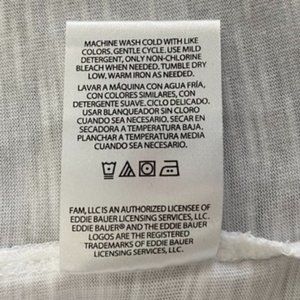 MACHINE WASH COLD WITH LIKE
COLORS. GENTLE CYCLE. USE MILD
DETERGENT, ONLY NON-CHLORINE
BLEACH WHEN NEEDED. TUMBLE DRY
LOW, WARM IRON AS NEEDED.
LAVAR A MÁQUINA CON AGUA FRÍA,
CON COLORES SIMILARES, CON
DETERGENTE SUAVE. CICLO DELICADO.
USAR BLANQUEADOR SIN CLORO
CUANDO SEA NECESARIO. SECAR EN
SECADORA A TEMPERATURA BAJA.
PLANCHAR A TEMPERATURA MEDIA
CUANDO SEA NECESARIO.
FAM, LLC IS AN AUTHORIZED LICENSEE OF
EDDIE BAUER LICENSING SERVICES, LLC.
EDDIE BAUER® AND THE EDDIE BAUER
LOGOS ARE THE REGISTERED
TRADEMARKS OF EDDIE BAUER
LICENSING SERVICES, LLC.